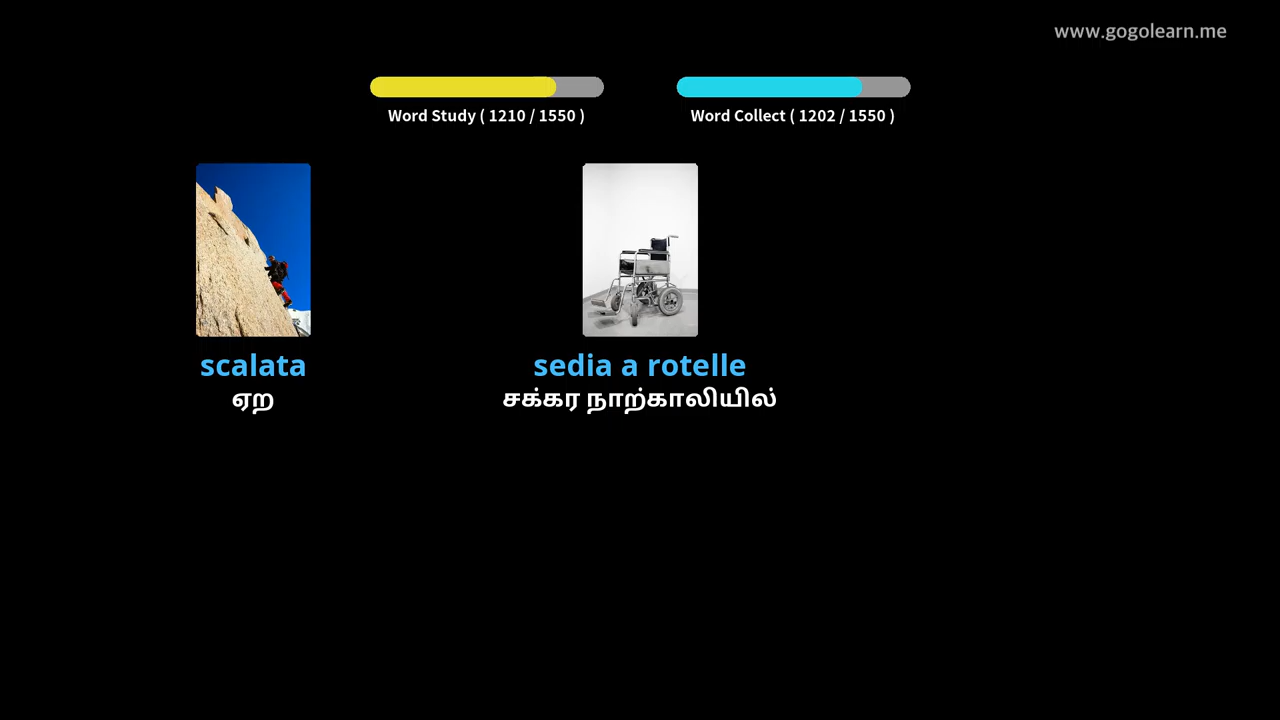 www.gogolearn.me
Word Study ( 1210 / 1550 )
Word Collect ( 1202 / 1550 )
scalata
ஏற
sedia a rotelle
சக்கர நாற்காலியில்